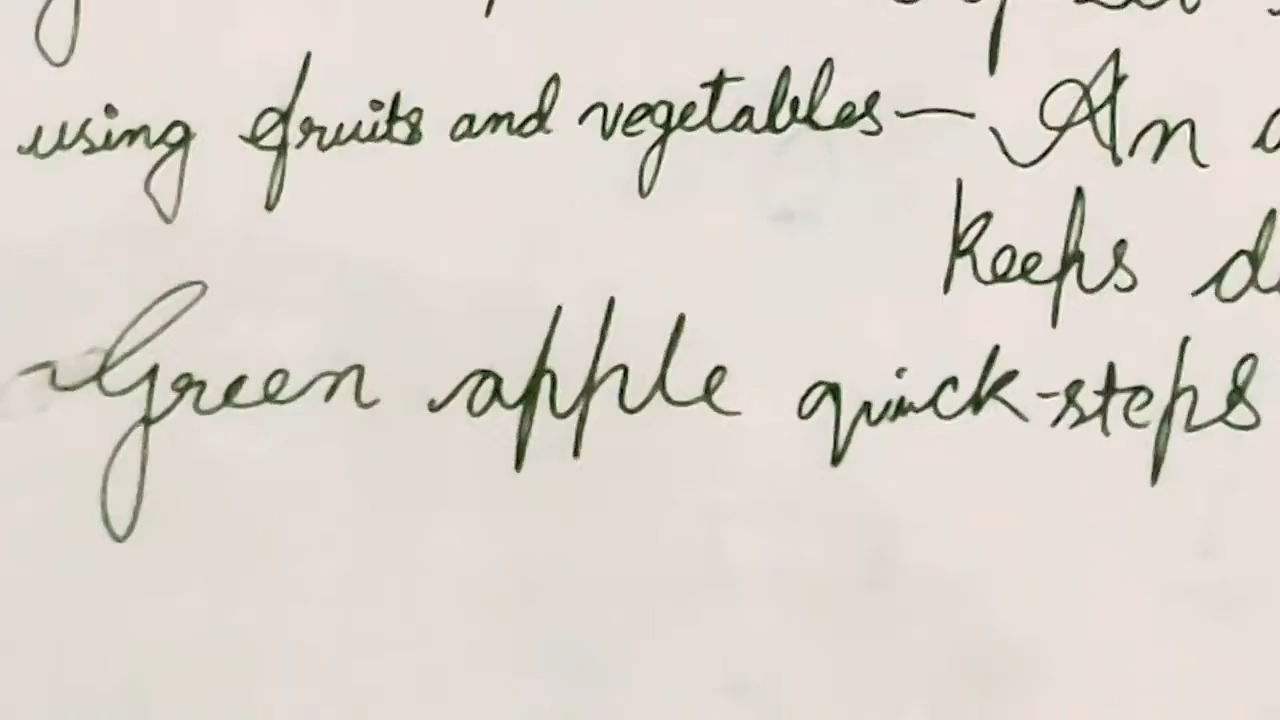 using fruits and vegetables — An
keeps
Green apple quick-steps